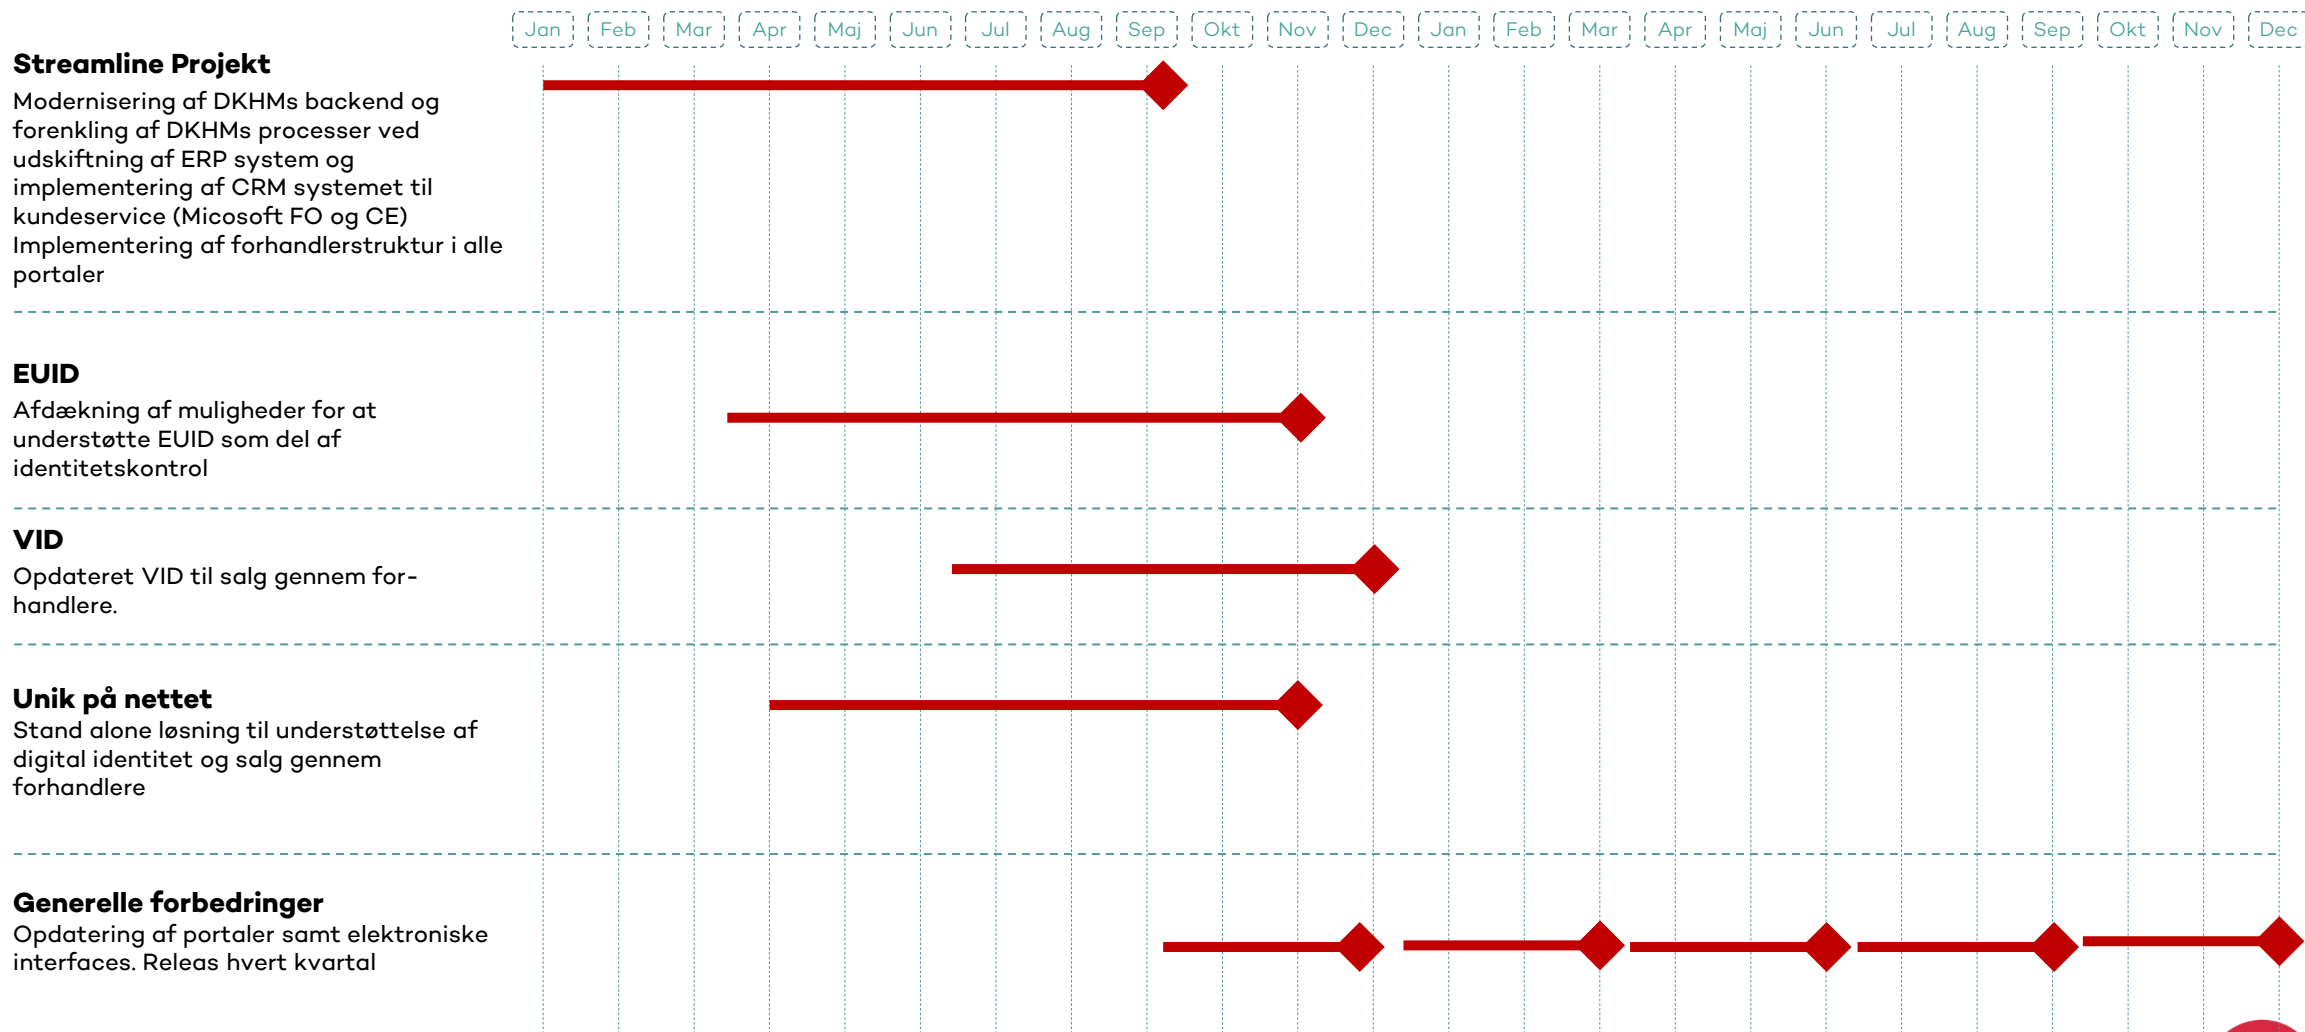 Jan Feb Mar Apr Maj Jun Jul Aug Sep Okt Nov Dec Jan Feb Mar Apr Maj Jun Jul Aug Sep Okt Nov Dec
Streamline Projekt
Modernisering af DKHMs backend og
forenkling af DKHMs processer ved
udskiftning af ERP system og
implementering af CRM systemet til
kundeservice (Micosoft FO og CE)
Implementering af forhandlerstruktur i alle
portaler
EUID
Afdækning af muligheder for at
understøtte EUID som del af
identitetskontrol
VID
Opdateret VID til salg gennem for-
handlere.
Unik på nettet
Stand alone løsning til understøttelse af
digital identitet og salg gennem
forhandlere
Generelle forbedringer
Opdatering af portaler samt elektroniske
interfaces. Releas hvert kvartal